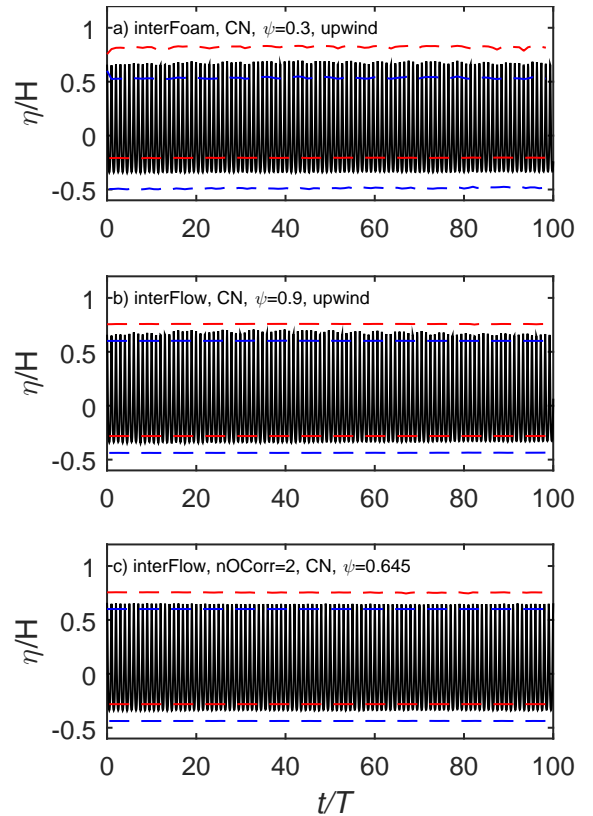 a) interFoam, CN, ψ=0.3, upwind
η/H
1
0.5
0
-0.5
0 20 40 60 80 100
b) interFlow, CN, ψ=0.9, upwind
η/H
1
0.5
0
-0.5
0 20 40 60 80 100
c) interFlow, nOCorr=2, CN, ψ=0.645
η/H
1
0.5
0
-0.5
0 20 40 60 80 100
t/T